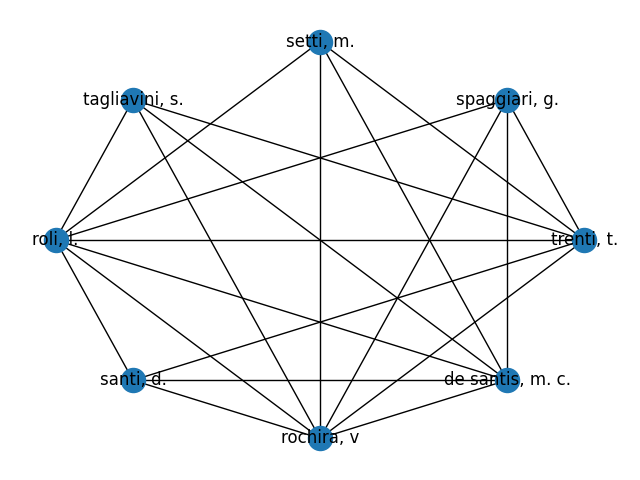 setti, m.
tagliavini, s.
spaggiari, g.
roli, l.
trenti, t.
santi, d.
de santis, m. c.
rochira, v